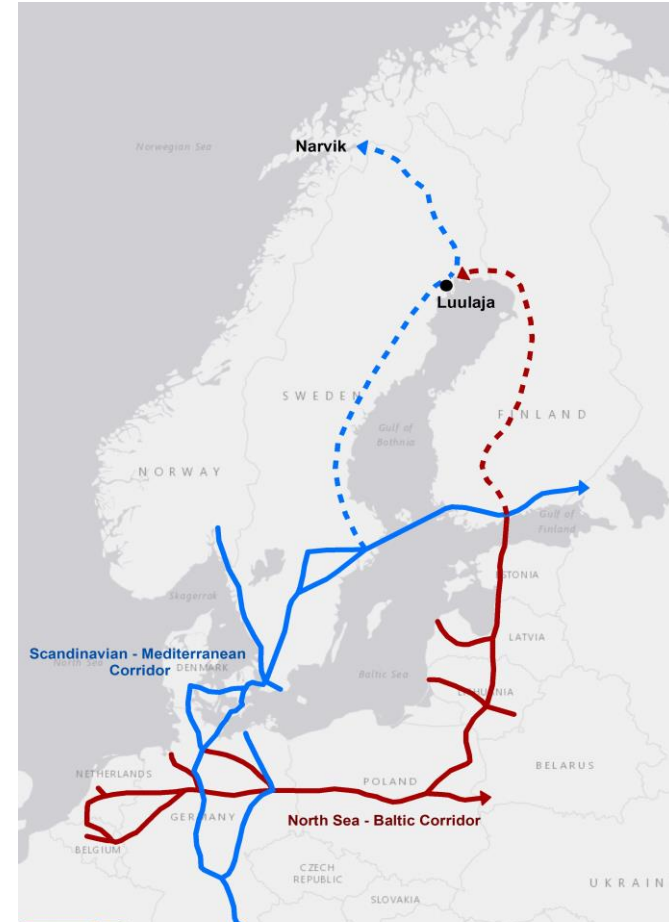 Norwegian Sea
Narvik
Luulaja
SWEDEN
FINLAND
Gulf of
Bothnia
NORWAY
Gulf of
Finland
ESTONIA
Skagerrak
LATVIA
Scandinavian - Mediterranean
Corridor
North Sea
DENMARK
Baltic Sea
LITHUANIA
NETHERLANDS
POLAND
BELARUS
GERMANY
North Sea - Baltic Corridor
BELGIUM
CZECH
REPUBLIC
UKRAIN
SLOVAKIA